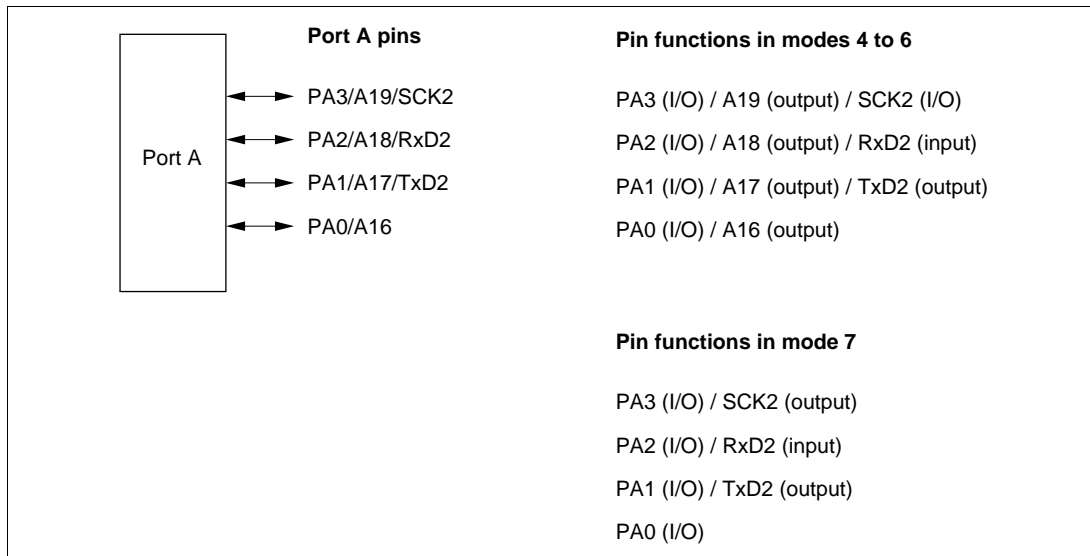 Port A
Port A pins
PA3/A19/SCK2
PA2/A18/RxD2
PA1/A17/TxD2
PA0/A16
Pin functions in modes 4 to 6
PA3 (I/O) / A19 (output) / SCK2 (I/O)
PA2 (I/O) / A18 (output) / RxD2 (input)
PA1 (I/O) / A17 (output) / TxD2 (output)
PA0 (I/O) / A16 (output)
Pin functions in mode 7
PA3 (I/O) / SCK2 (output)
PA2 (I/O) / RxD2 (input)
PA1 (I/O) / TxD2 (output)
PA0 (I/O)